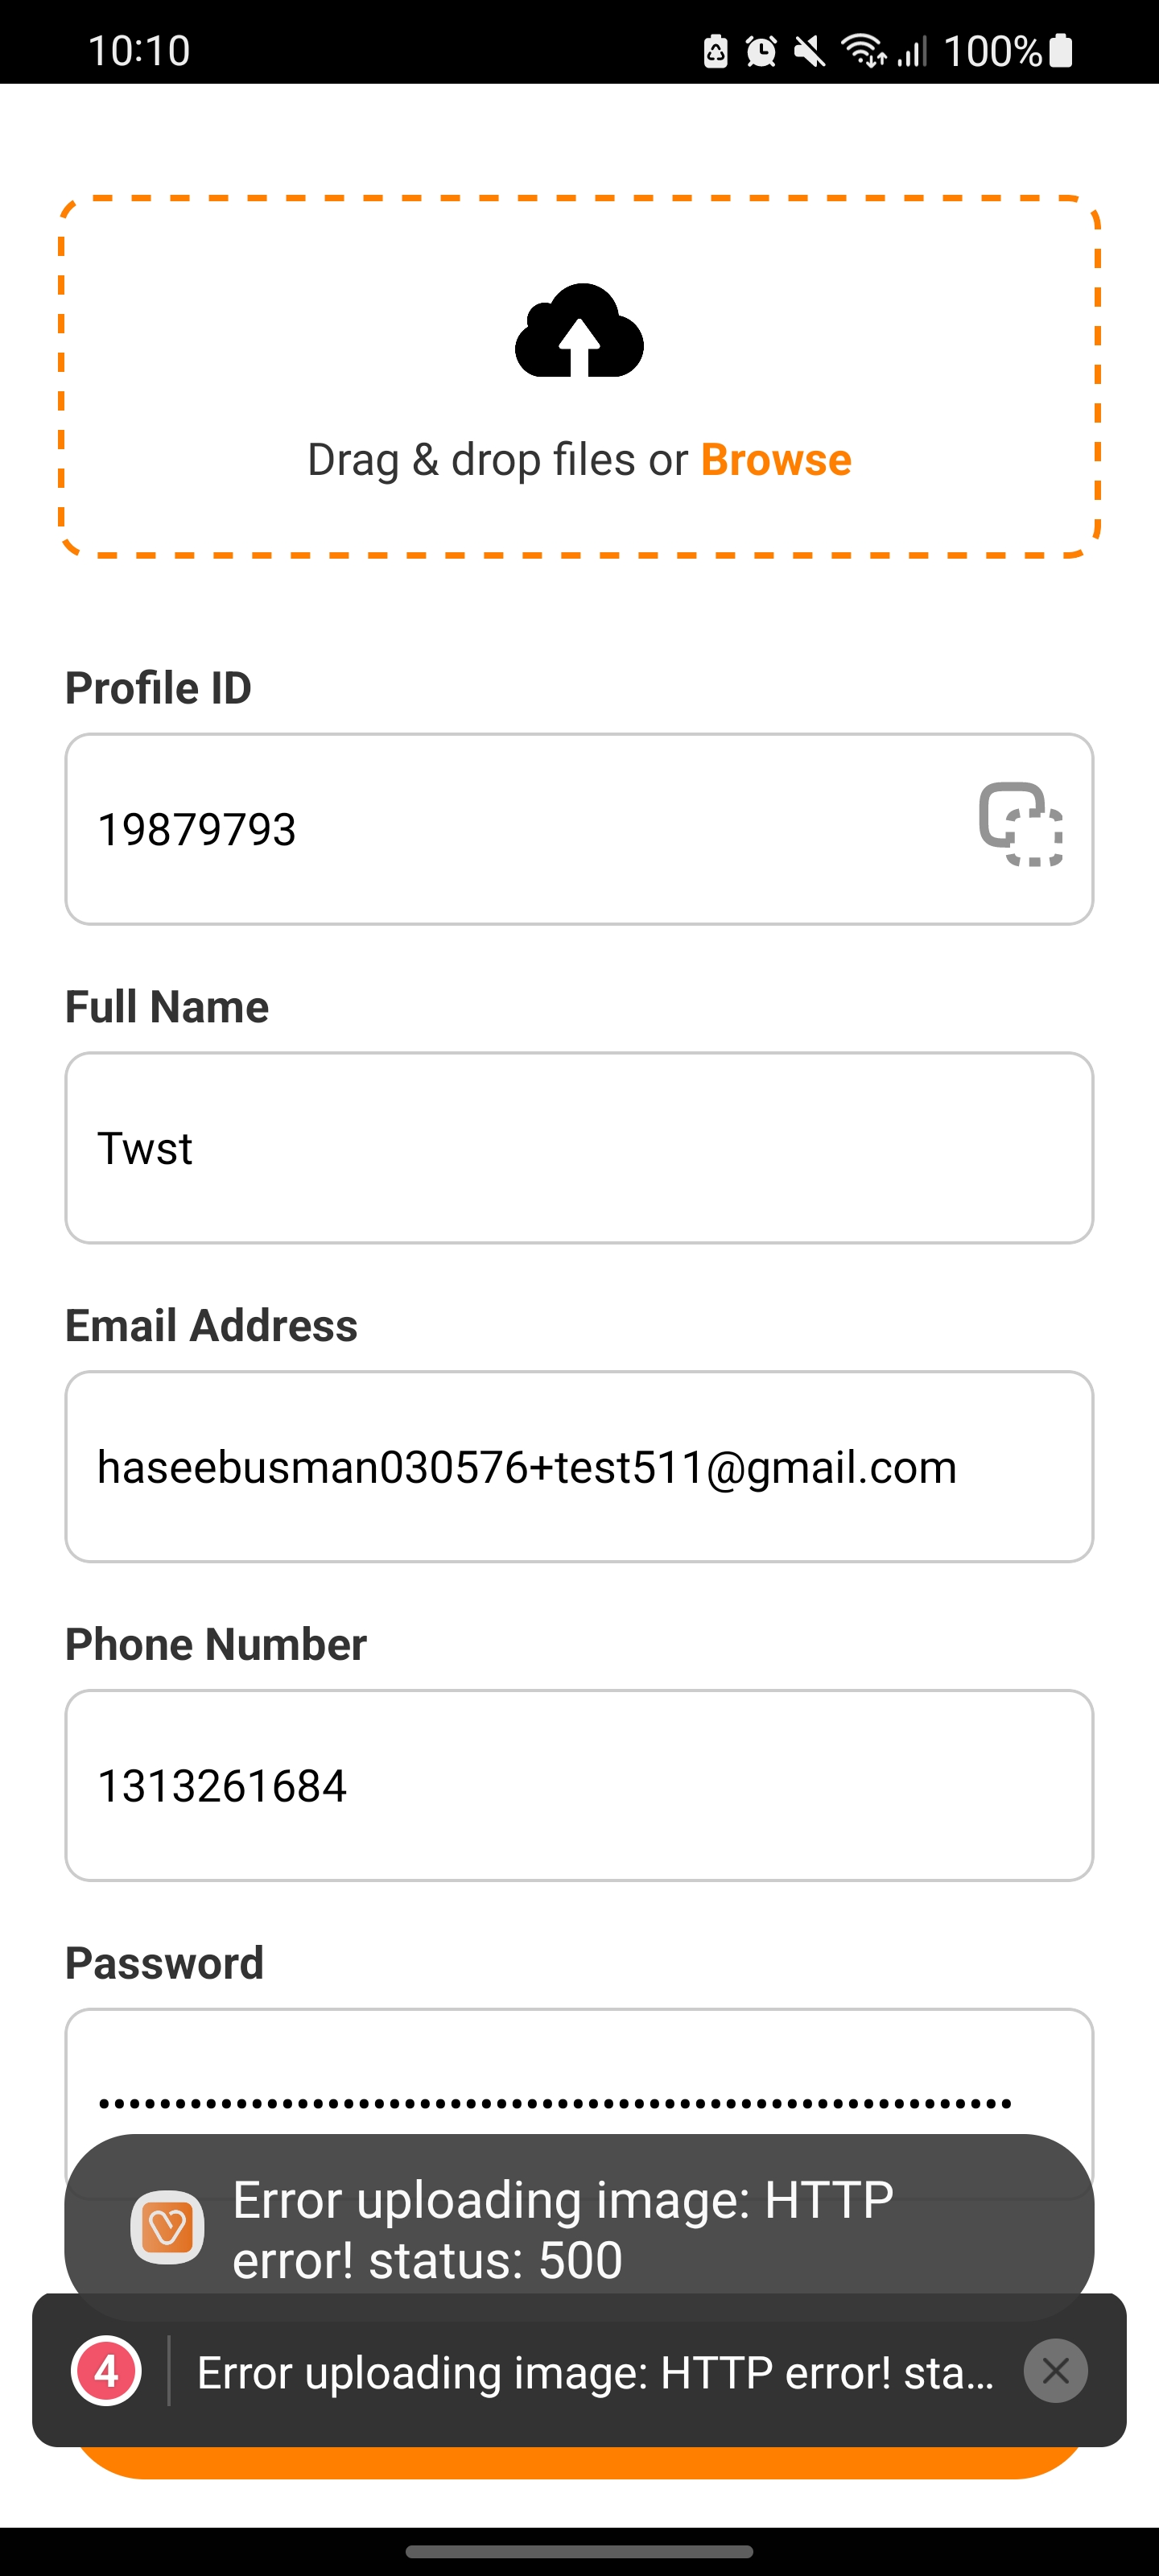 10:10
100%
Drag & drop files or Browse
Profile ID
19879793
Full Name
Twst
Email Address
haseebusman030576+test511@gmail.com
Phone Number
1313261684
Password
••••••••••••••••••••••••••••••••••••••••••••••••••••••••••••
Error uploading image: HTTP
error! status: 500
4
Error uploading image: HTTP error! sta...